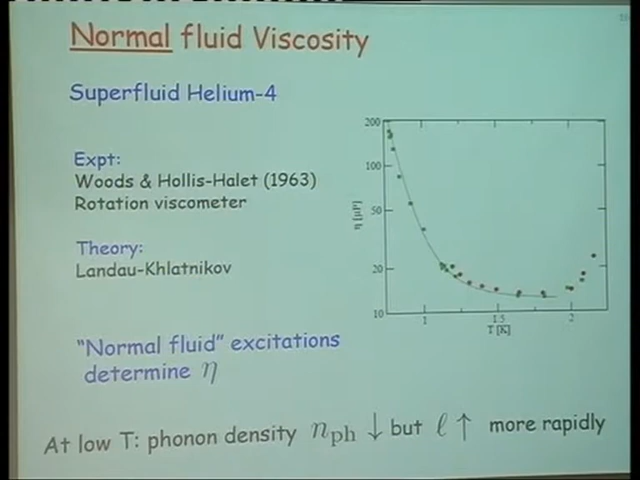 Normal fluid Viscosity
Superfluid Helium-4
Expt:
Woods & Hollis-Halet (1963)
Rotation viscometer
Theory:
Landau-Khlatnikov
"Normal fluid" excitations
determine η
200
100
50
20
10
η [μP]
1
1.5
2
T [K]
At low T: phonon density n_ph ↓ but ℓ ↑ more rapidly